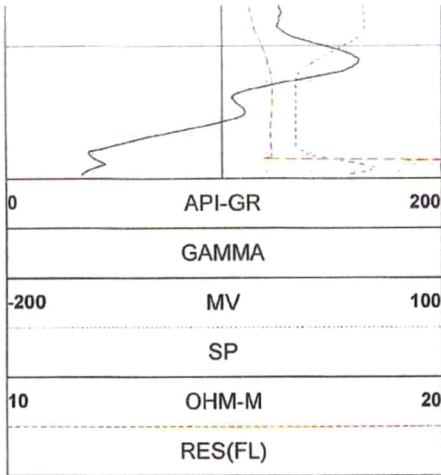 0 API-GR 200
GAMMA
-200 MV 100
SP
10 OHM-M 20
RES(FL)